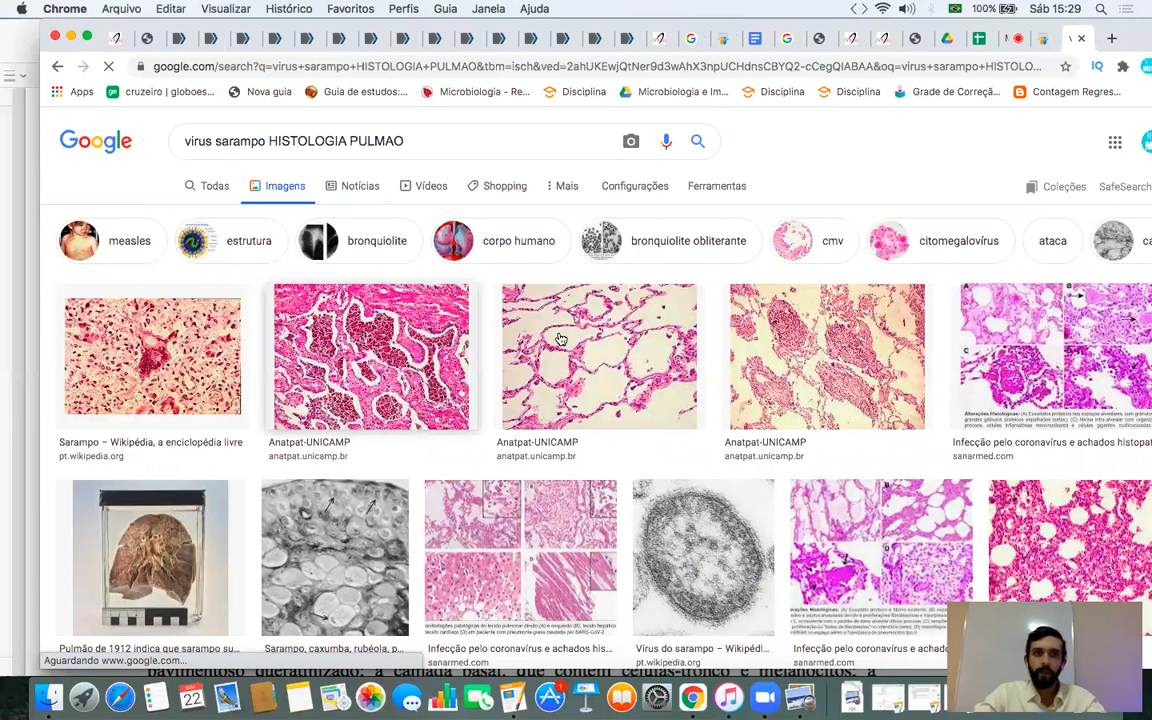 Chrome Arquivo Editar Visualizar Histórico Favoritos Perfis Guia Janela Ajuda 100% Sáb 15:29
google.com/search?q=virus+sarampo+HISTOLOGIA+PULMAO&tbm=isch&ved=2ahUKEwjQtNer9d3wAhX3npUCHdnsCBYQ2-cCegQIABAA&oq=virus+sarampo+HISTOLO...
Apps cruzeiro | globoes... Nova guia Guia de estudos:... Microbiologia - Re... Disciplina Microbiologia e Im... Disciplina Disciplina Grade de Correçã... Contagem Regres...
Google virus sarampo HISTOLOGIA PULMAO
Todas Imagens Notícias Vídeos Shopping Mais Configurações Ferramentas Coleções SafeSearch
measles estrutura bronquiolite corpo humano bronquiolite obliterante cmv citomegalovírus ataca
Sarampo – Wikipédia, a enciclopédia livre
pt.wikipedia.org
Anatpat-UNICAMP
anatpat.unicamp.br
Anatpat-UNICAMP
anatpat.unicamp.br
Anatpat-UNICAMP
anatpat.unicamp.br
Infecção pelo coronavírus e achados histopat
sanarmed.com
Pulmão de 1912 indica que sarampo su...
Sarampo, caxumba, rubéola, p...
Infecção pelo coronavírus e achados his...
sanarmed.com
Vírus do sarampo – Wikipédi...
pt.wikipedia.org
Infecção pelo coronavírus e achados his
sanarmed.com
Aguardando www.google.com...
MAI
22
1